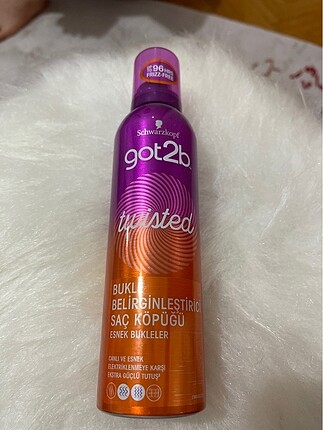 96HRS
FRIZZ-FREE
Schwarzkopf
got2b
twisted
BUKLE
BELİRGİNLEŞTİRİCİ
SAÇ KÖPÜĞÜ
ESNEK BUKLELER
CANLI VE ESNEK
ELEKTRİKLENMEYE KARŞI
EKSTRA GÜÇLÜ TUTUŞ